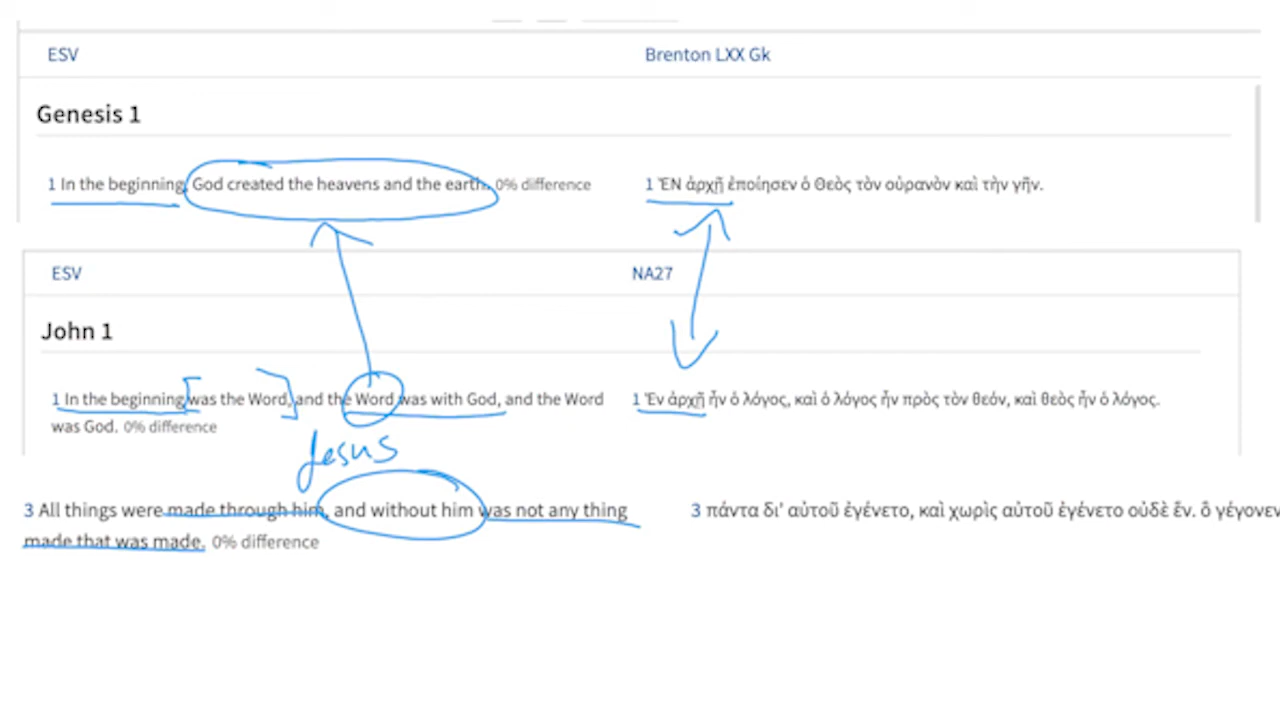 ESV Brenton LXX Gk
Genesis 1
1 In the beginning, God created the heavens and the earth. 0% difference 1 ἘΝ ἀρχῇ ἐποίησεν ὁ Θεὸς τὸν οὐρανὸν καὶ τὴν γῆν.
ESV NA27
John 1
1 In the beginning was the Word, and the Word was with God, and the Word 1 Ἐν ἀρχῇ ἦν ὁ λόγος, καὶ ὁ λόγος ἦν πρὸς τὸν θεόν, καὶ θεὸς ἦν ὁ λόγος.
was God. 0% difference
Jesus
3 All things were made through him, and without him was not any thing 3 πάντα δι’ αὐτοῦ ἐγένετο, καὶ χωρὶς αὐτοῦ ἐγένετο οὐδὲ ἕν. ὃ γέγονεν
made that was made. 0% difference